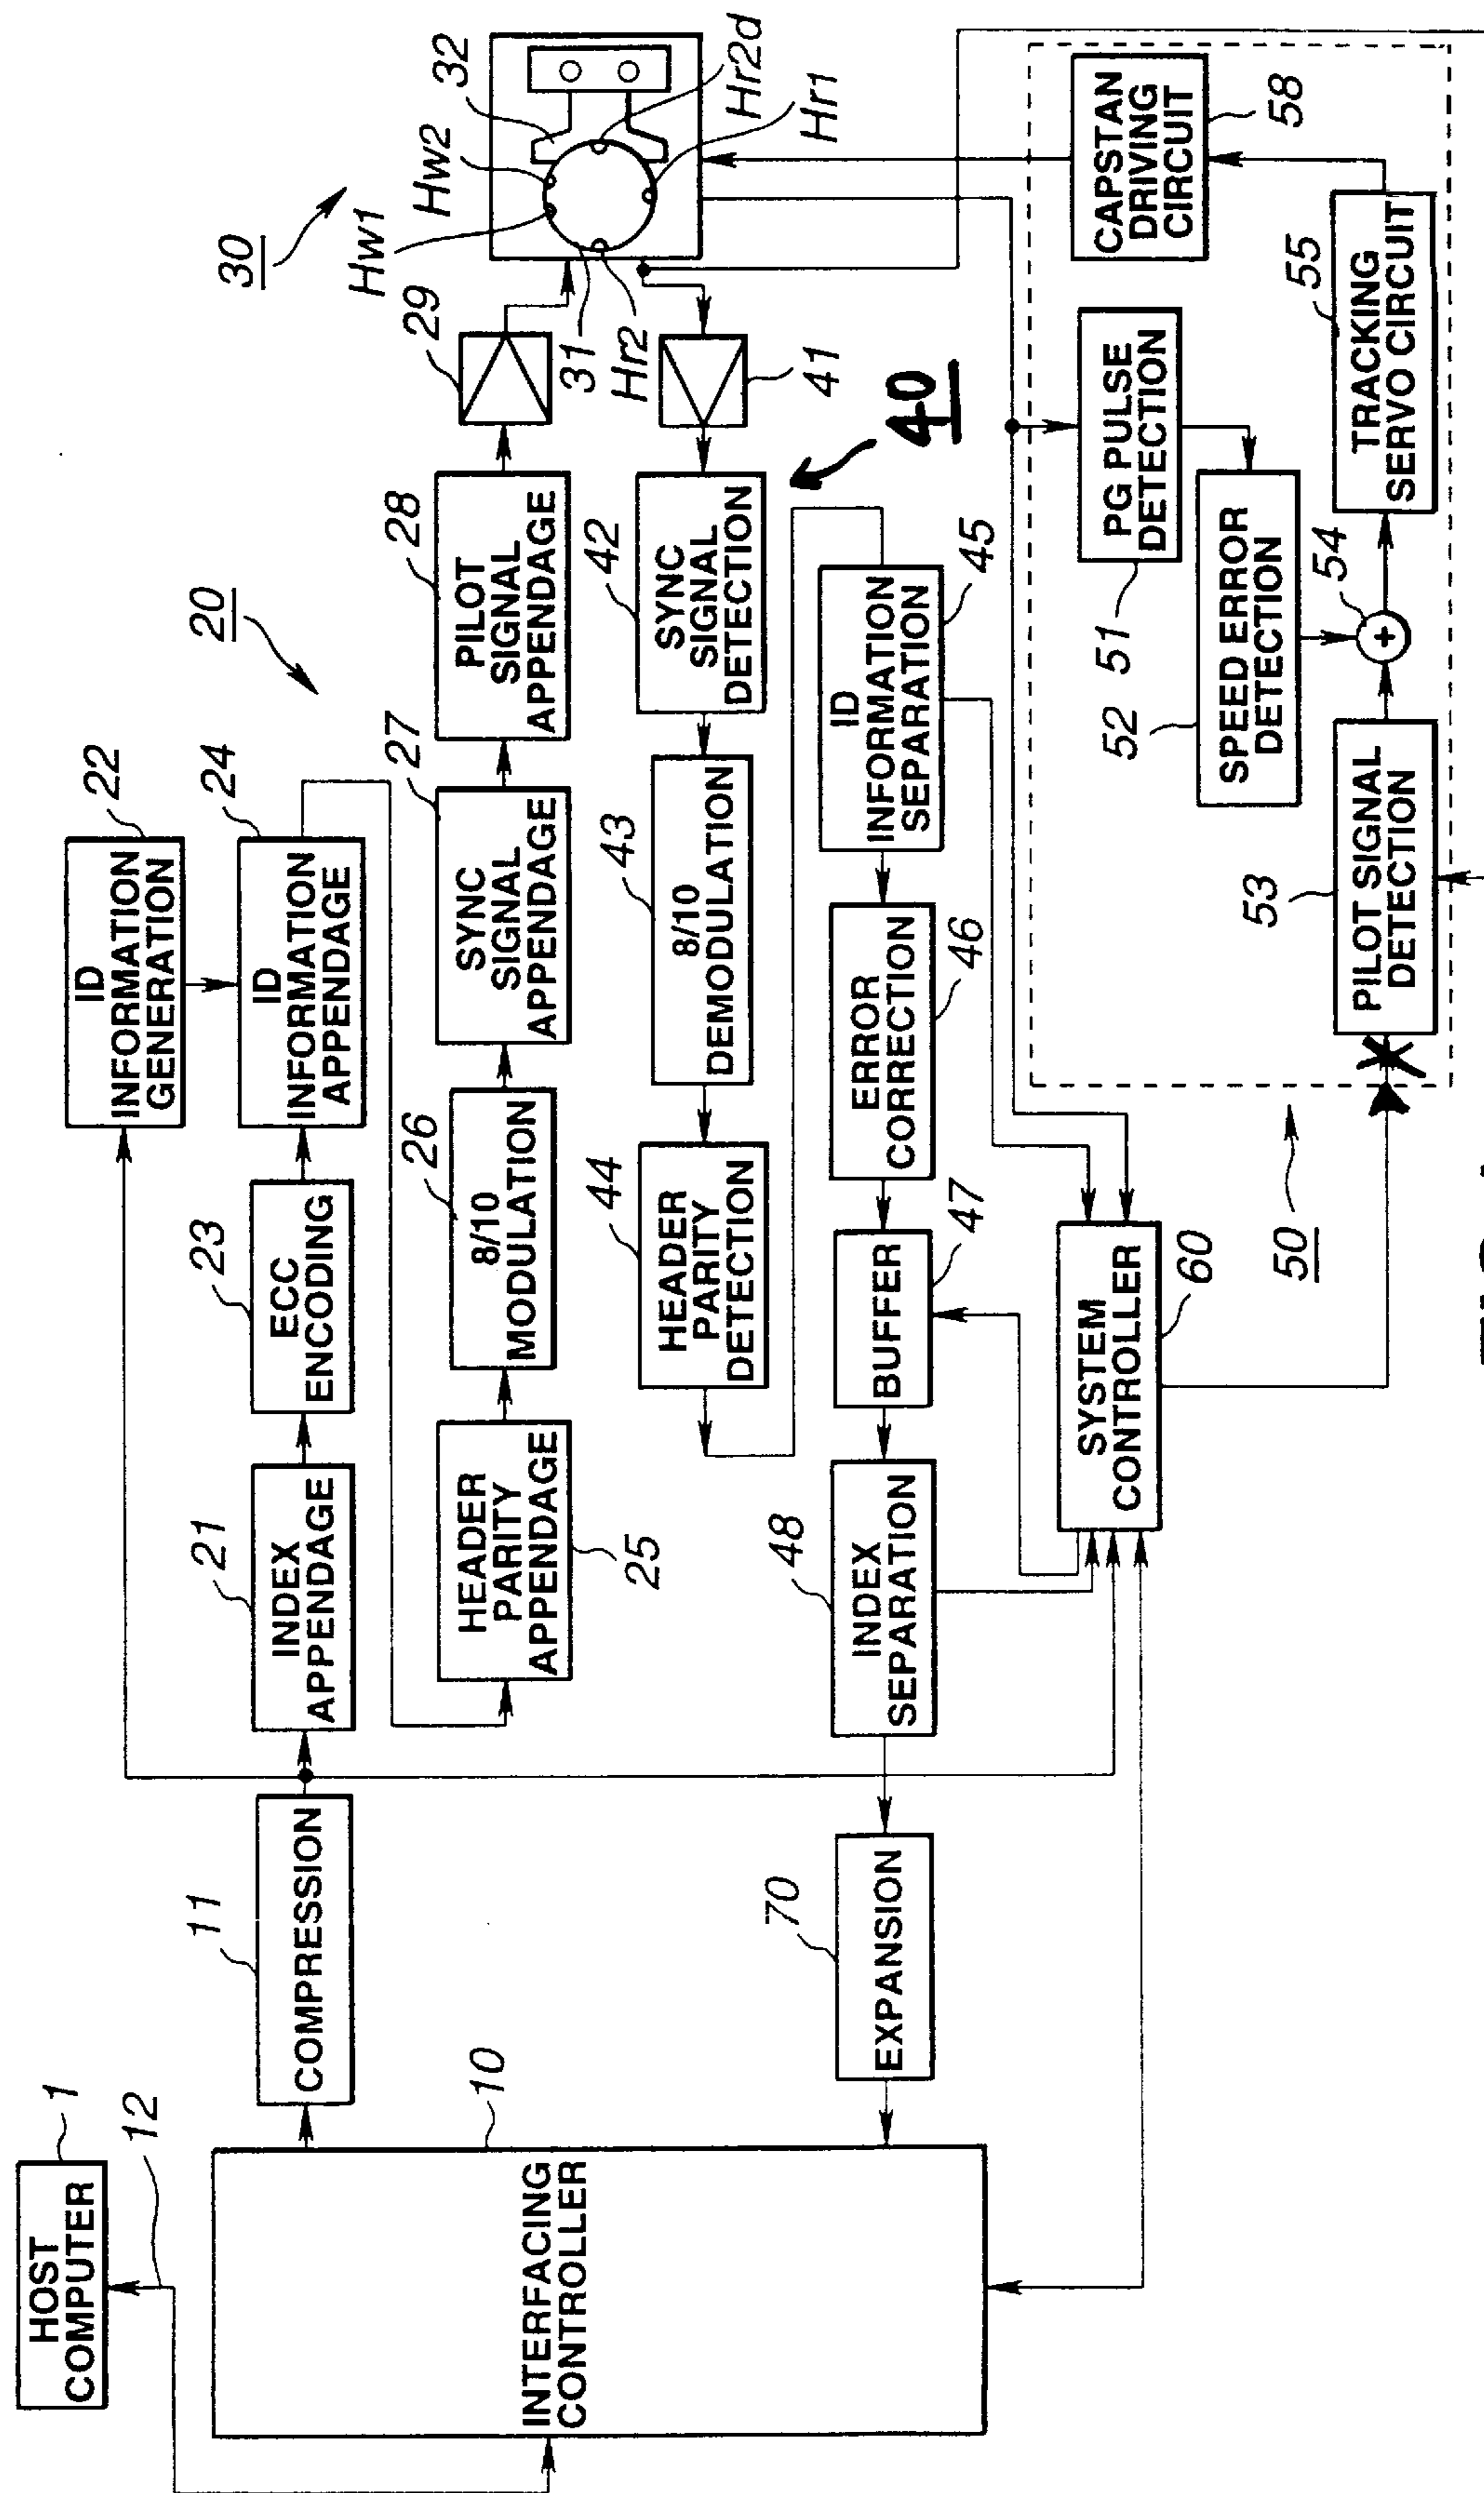 HOST
COMPUTER
1
12
INTERFACING
CONTROLLER
10
COMPRESSION
11
INDEX
APPENDAGE
21
ID
INFORMATION
GENERATION
22
ECC
ENCODING
23
ID
INFORMATION
APPENDAGE
24
20
HEADER
PARITY
APPENDAGE
25
8/10
MODULATION
26
SYNC
SIGNAL
APPENDAGE
27
PILOT
SIGNAL
APPENDAGE
28
29
30
Hw1
Hw2
32
31
Hr2
Hr2d
Hr1
41
40
SYNC
SIGNAL
DETECTION
42
8/10
DEMODULATION
43
HEADER
PARITY
DETECTION
44
ID
INFORMATION
SEPARATION
45
ERROR
CORRECTION
46
BUFFER
47
INDEX
SEPARATION
48
EXPANSION
70
SYSTEM
CONTROLLER
60
50
PG PULSE
DETECTION
51
SPEED ERROR
DETECTION
52
PILOT SIGNAL
DETECTION
53
54
+
TRACKING
SERVO CIRCUIT
55
CAPSTAN
DRIVING
CIRCUIT
58